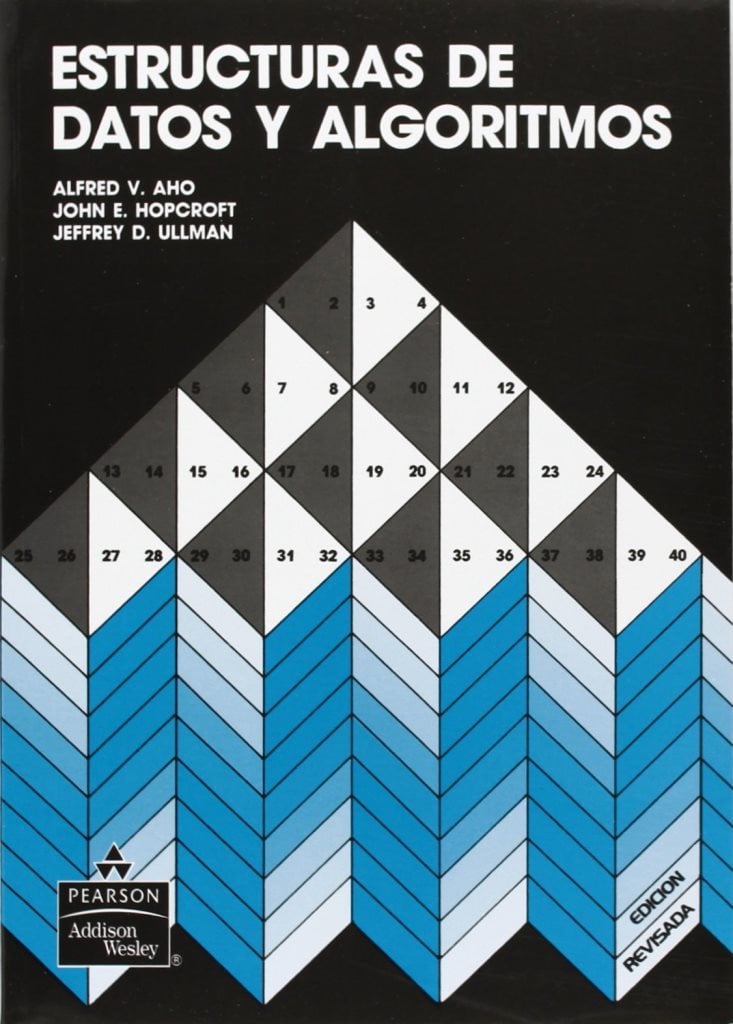 ESTRUCTURAS DE
DATOS Y ALGORITMOS
ALFRED V. AHO
JOHN E. HOPCROFT
JEFFREY D. ULLMAN
1 2 3 4
5 6 7 8 9 10 11 12
13 14 15 16 17 18 19 20 21 22 23 24
25 26 27 28 29 30 31 32 33 34 35 36 37 38 39 40
EDICION
REVISADA
PEARSON
Addison
Wesley®